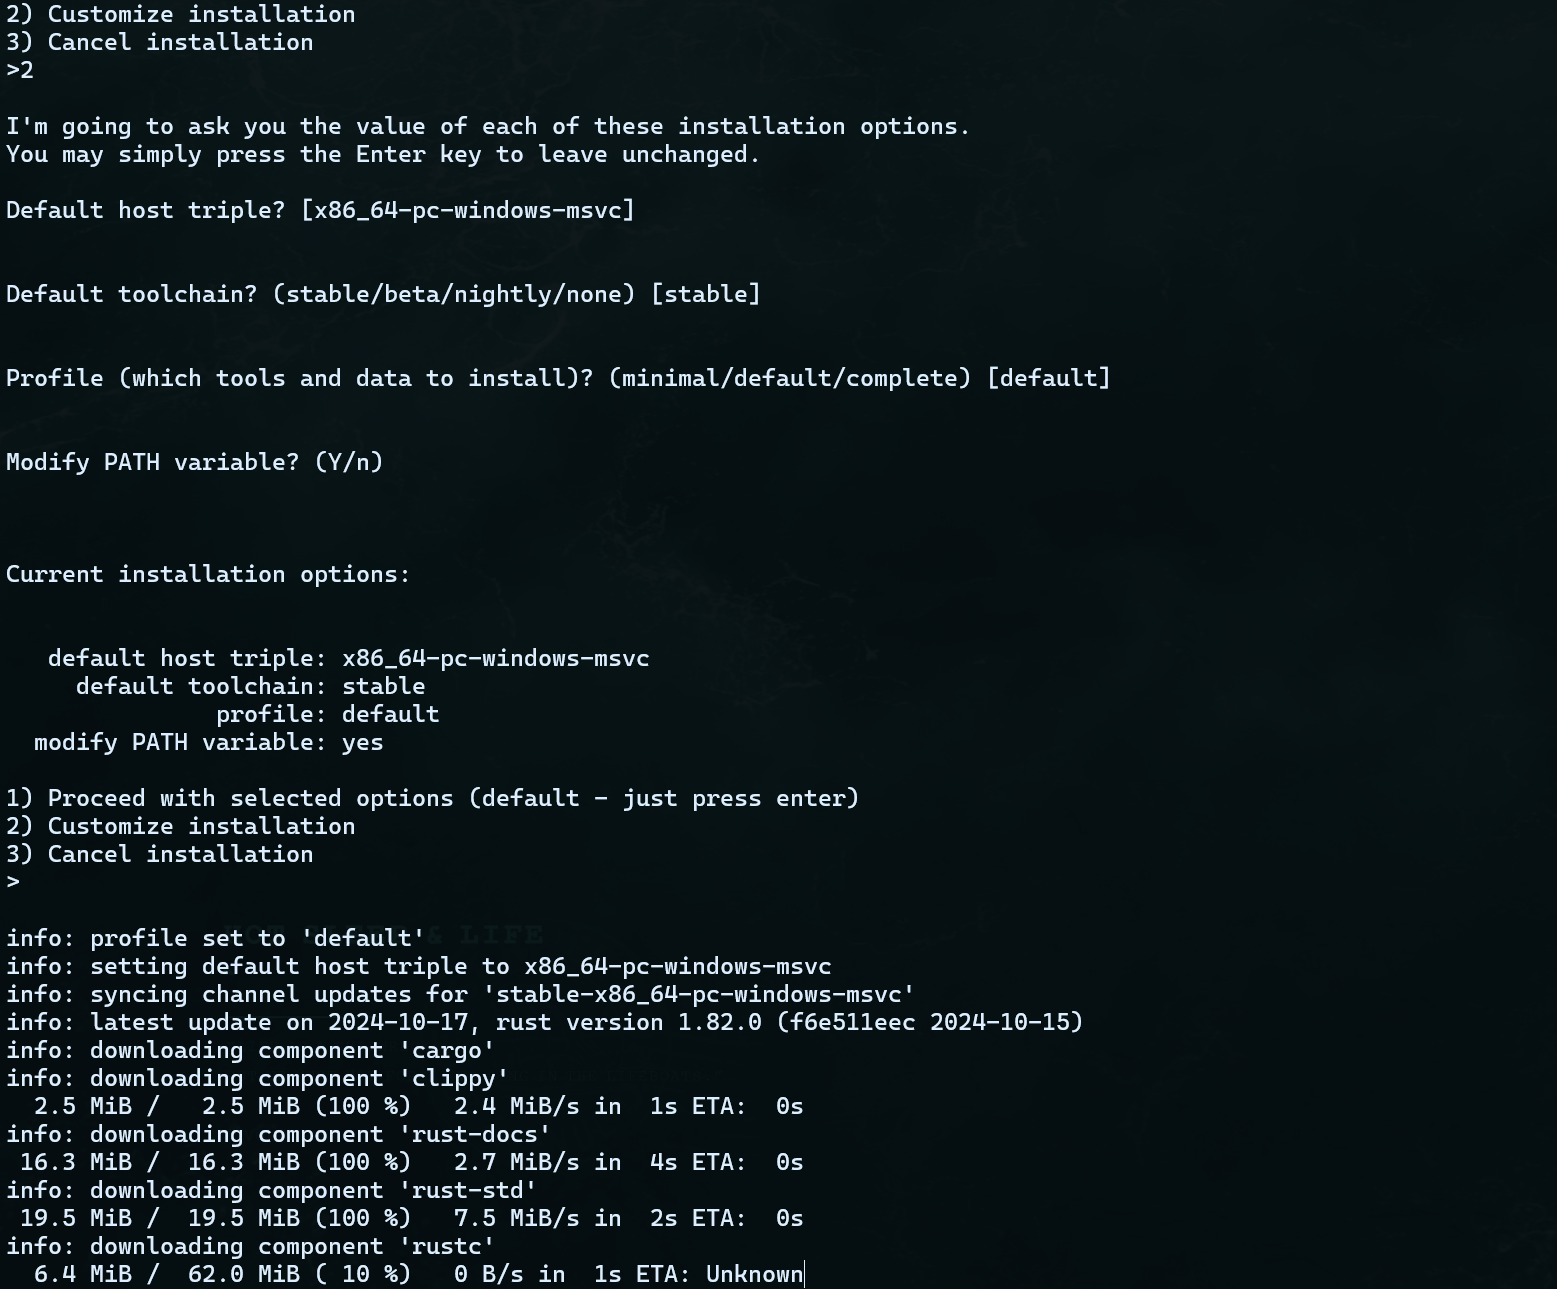 2) Customize installation
3) Cancel installation
>2
I'm going to ask you the value of each of these installation options.
You may simply press the Enter key to leave unchanged.
Default host triple? [x86_64-pc-windows-msvc]
Default toolchain? (stable/beta/nightly/none) [stable]
Profile (which tools and data to install)? (minimal/default/complete) [default]
Modify PATH variable? (Y/n)
Current installation options:
default host triple: x86_64-pc-windows-msvc
default toolchain: stable
profile: default
modify PATH variable: yes
1) Proceed with selected options (default - just press enter)
2) Customize installation
3) Cancel installation
>
& LIFE
info: profile set to 'default'
info: setting default host triple to x86_64-pc-windows-msvc
info: syncing channel updates for 'stable-x86_64-pc-windows-msvc'
info: latest update on 2024-10-17, rust version 1.82.0 (f6e511eec 2024-10-15)
info: downloading component 'cargo'
info: downloading component 'clippy'
2.5 MiB / 2.5 MiB (100 %) 2.4 MiB/s in 1s ETA: 0s
info: downloading component 'rust-docs'
16.3 MiB / 16.3 MiB (100 %) 2.7 MiB/s in 4s ETA: 0s
info: downloading component 'rust-std'
19.5 MiB / 19.5 MiB (100 %) 7.5 MiB/s in 2s ETA: 0s
info: downloading component 'rustc'
6.4 MiB / 62.0 MiB ( 10 %) 0 B/s in 1s ETA: Unknown